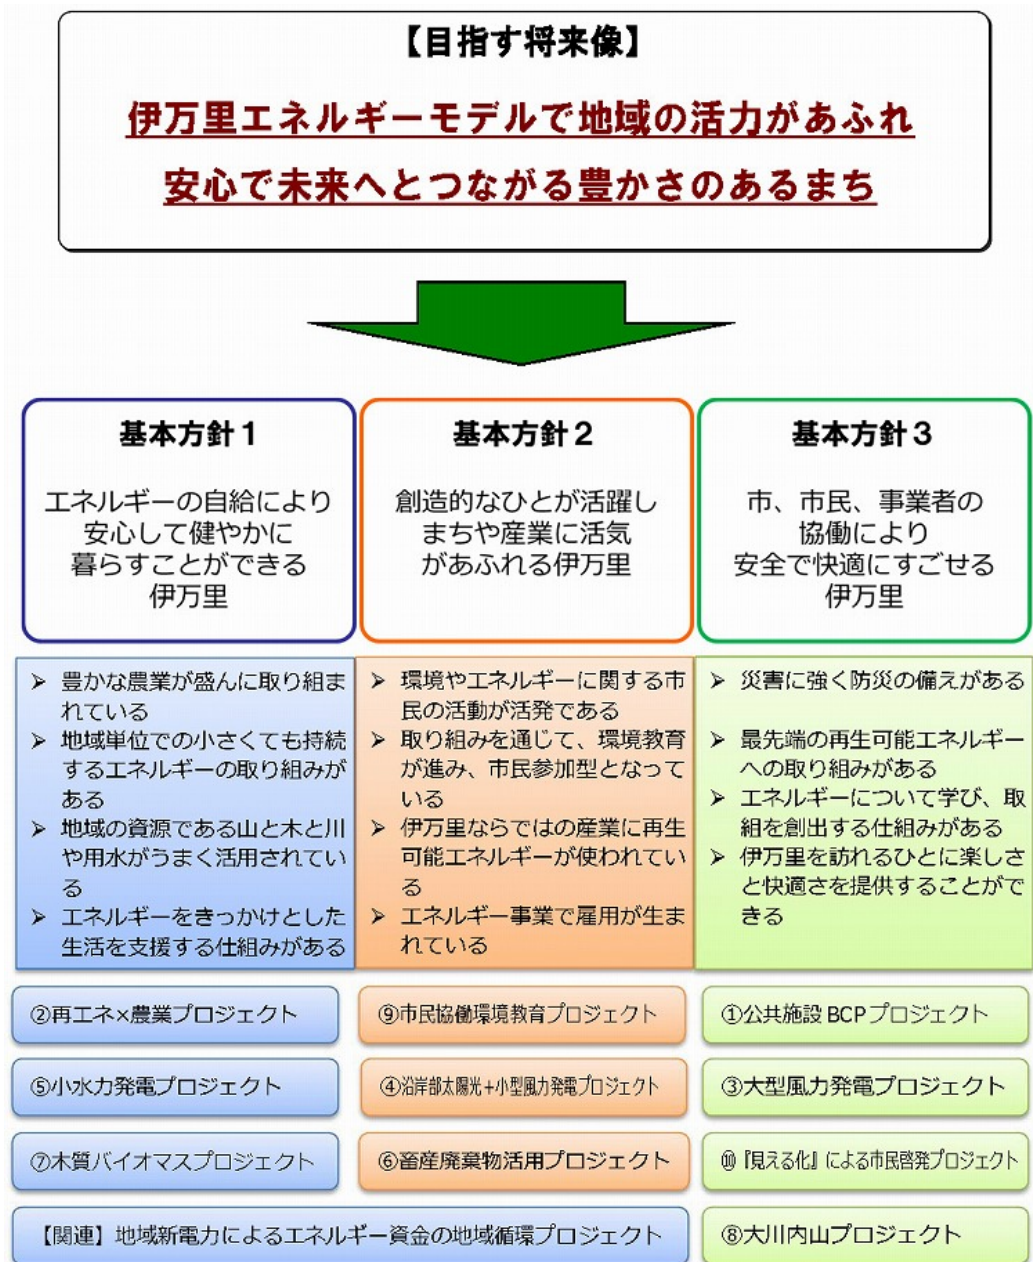 【目指す将来像】
伊万里エネルギーモデルで地域の活力があふれ
安心で未来へとつながる豊かさのあるまち
基本方針１
エネルギーの自給により
安心して健やかに
暮らすことができる
伊万里
基本方針２
創造的なひとが活躍し
まちや産業に活気
があふれる伊万里
基本方針３
市、市民、事業者の
協働により
安全で快適にすごせる
伊万里
➢ 豊かな農業が盛んに取り組ま
れている
➢ 地域単位での小さくても持続
するエネルギーの取り組みが
ある
➢ 地域の資源である山と木と川
や用水がうまく活用されてい
る
➢ エネルギーをきっかけとした
生活を支援する仕組みがある
➢ 環境やエネルギーに関する市
民の活動が活発である
➢ 取り組みを通じて、環境教育
が進み、市民参加型となって
いる
➢ 伊万里ならではの産業に再生
可能エネルギーが使われてい
る
➢ エネルギー事業で雇用が生ま
れている
➢ 災害に強く防災の備えがある
➢ 最先端の再生可能エネルギー
への取り組みがある
➢ エネルギーについて学び、取
組を創出する仕組みがある
➢ 伊万里を訪れるひとに楽しさ
と快適さを提供することがで
きる
②再エネ×農業プロジェクト
⑤小水力発電プロジェクト
⑦木質バイオマスプロジェクト
⑨市民協働環境教育プロジェクト
④沿岸部太陽光+小型風力発電プロジェクト
⑥畜産廃棄物活用プロジェクト
【関連】地域新電力によるエネルギー資金の地域循環プロジェクト
①公共施設BCPプロジェクト
③大型風力発電プロジェクト
⑩『見える化』による市民啓発プロジェクト
⑧大川内山プロジェクト